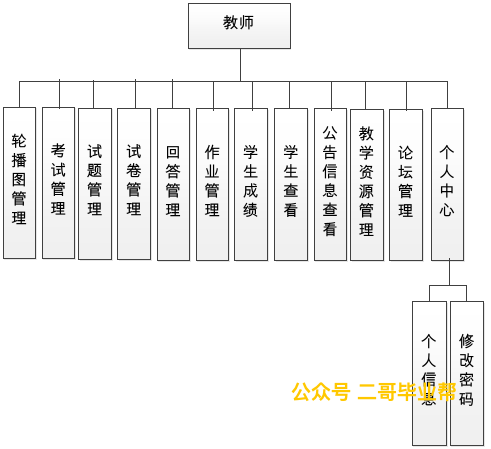 教师
轮播图管理
考试管理
试题管理
试卷管理
回答管理
作业管理
学生成绩
学生查看
公告信息查看
教学资源管理
论坛管理
个人中心
个人信息
修改密码
公众号 二哥毕业帮